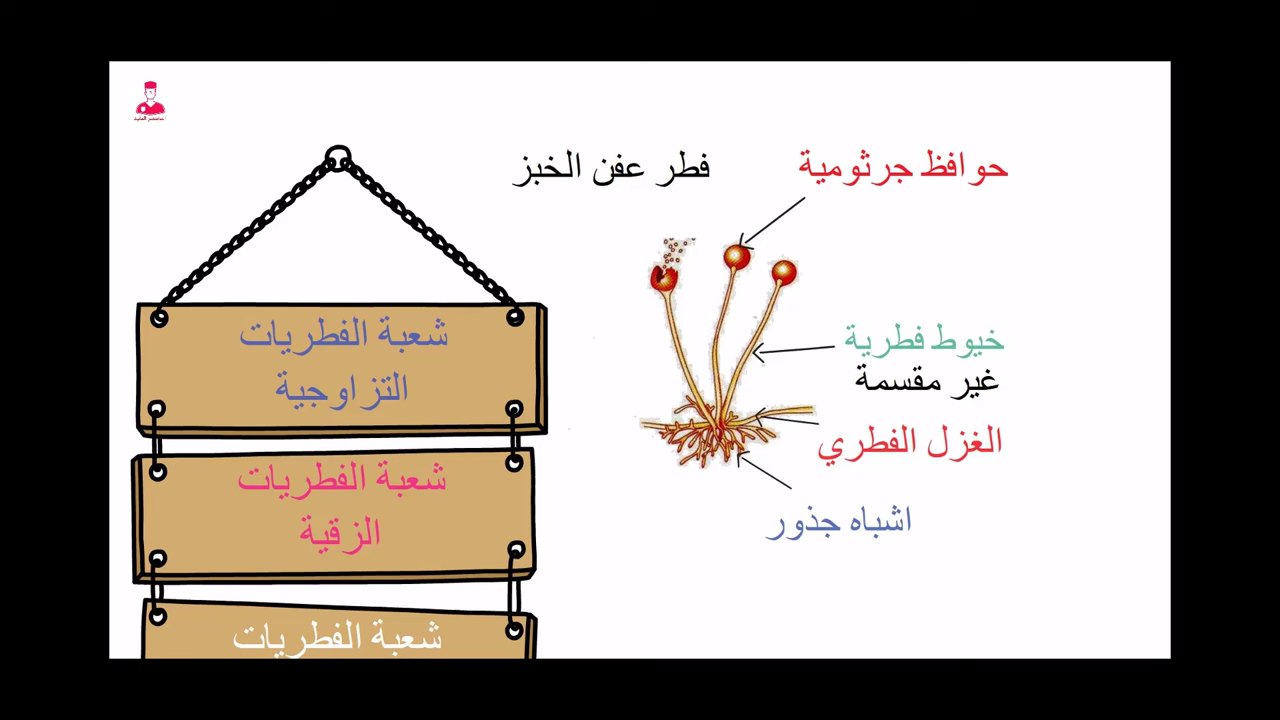 حوافظ جرثومية
فطر عفن الخبز
خيوط فطرية
غير مقسمة
الغزل الفطري
اشباه جذور
شعبة الفطريات
التزاوجية
شعبة الفطريات
الزقية
شعبة الفطريات